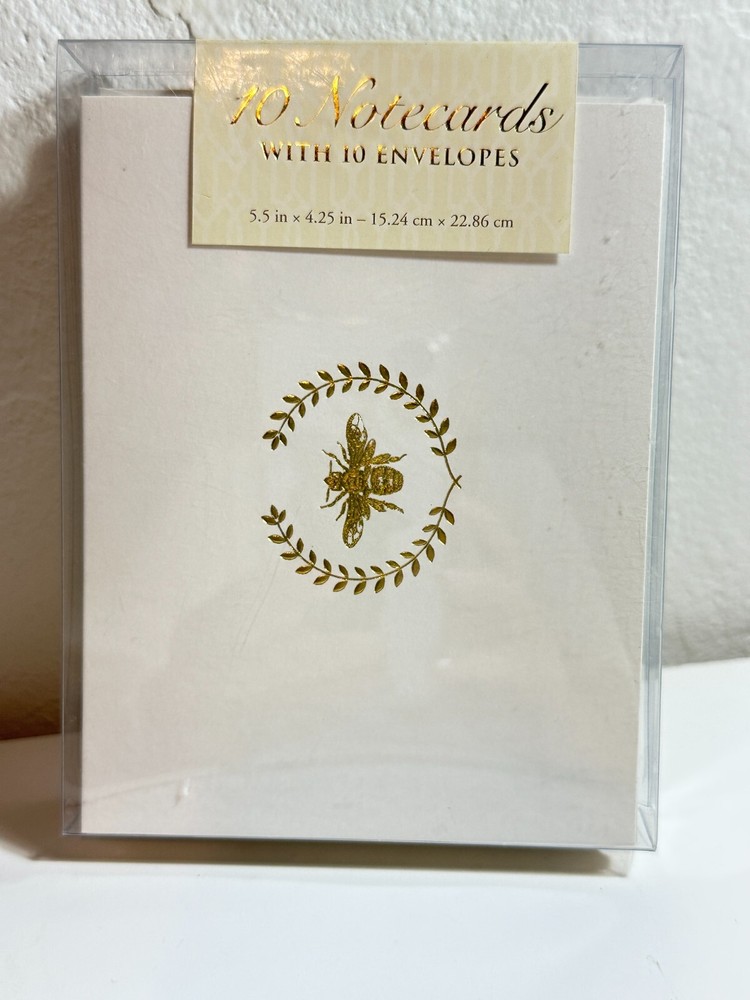 10 Notecards
WITH 10 ENVELOPES
5.5 in × 4.25 in – 15.24 cm × 22.86 cm